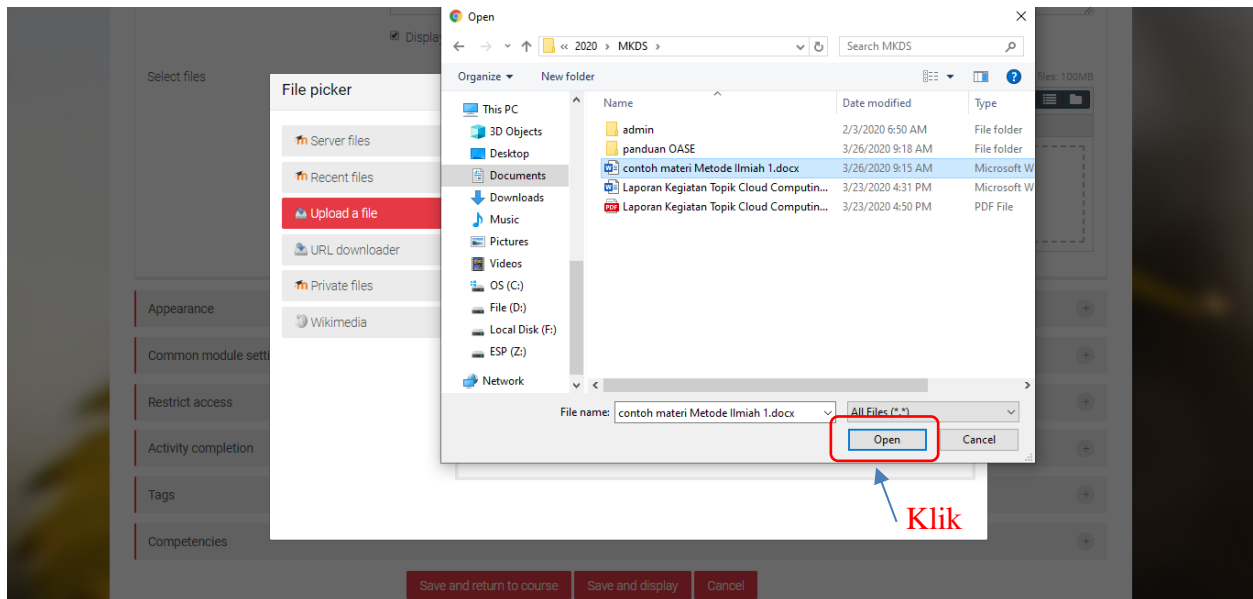 Open
Display
2020 > MKDS >
Search MKDS
Select files
files: 100MB
File picker
Organize
New folder
Server files
Recent files
Upload a file
URL downloader
Private files
Wikimedia
This PC
3D Objects
Desktop
Documents
Downloads
Music
Pictures
Videos
OS (C:)
File (D:)
Local Disk (F:)
ESP (Z:)
Network
Name Date modified Type
admin 2/3/2020 6:50 AM File folder
panduan OASE 3/26/2020 9:18 AM File folder
contoh materi Metode Ilmiah 1.docx 3/26/2020 9:15 AM Microsoft W
Laporan Kegiatan Topik Cloud Computin... 3/23/2020 4:31 PM Microsoft W
Laporan Kegiatan Topik Cloud Computin... 3/23/2020 4:50 PM PDF File
File name: contoh materi Metode Ilmiah 1.docx All Files (*.*)
Open Cancel
Klik
Appearance
Common module setti
Restrict access
Activity completion
Tags
Competencies
Save and return to course Save and display Cancel